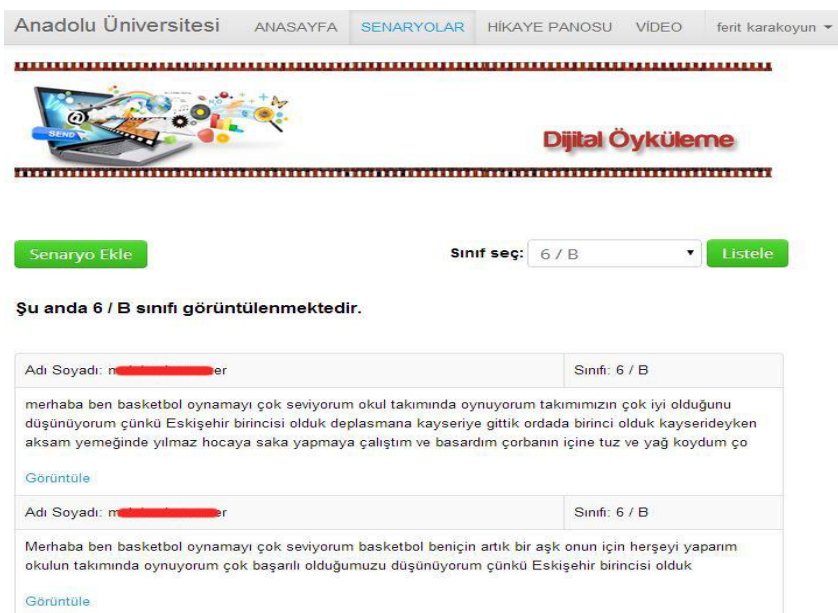 Anadolu Üniversitesi ANASAYFA SENARYOLAR HİKAYE PANOSU VİDEO ferit karakoyun
@
SEND
Dijital Öyküleme
Senaryo Ekle Sınıf seç: 6 / B Listele
Şu anda 6 / B sınıfı görüntülenmektedir.
Adı Soyadı: m er Sınıfı: 6 / B
merhaba ben basketbol oynamayı çok seviyorum okul takımında oynuyorum takımımızın çok iyi olduğunu
düşünüyorum çünkü Eskişehir birincisi olduk deplasmana kayseriye gittik ordada birinci olduk kayserideyken
aksam yemeğinde yılmaz hocaya saka yapmaya çalıştım ve basardım çorbanın içine tuz ve yağ koydum ço
Görüntüle
Adı Soyadı: m er Sınıfı: 6 / B
Merhaba ben basketbol oynamayı çok seviyorum basketbol beniçin artık bir aşk onun için herşeyi yaparım
okulun takımında oynuyorum çok başarılı olduğumuzu düşünüyorum çünkü Eskişehir birincisi olduk
Görüntüle